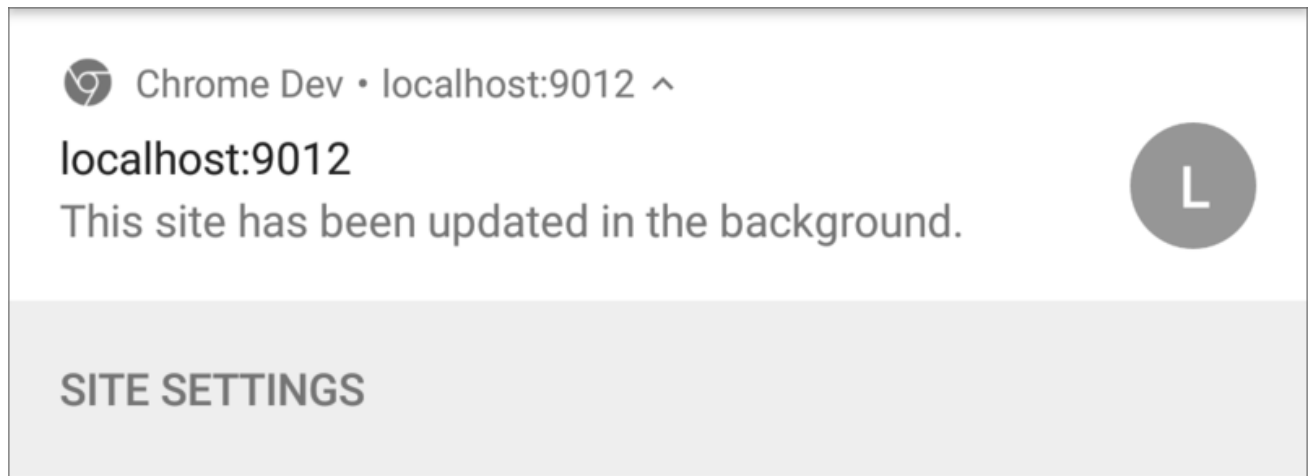 Chrome Dev • localhost:9012
localhost:9012
L
This site has been updated in the background.
SITE SETTINGS